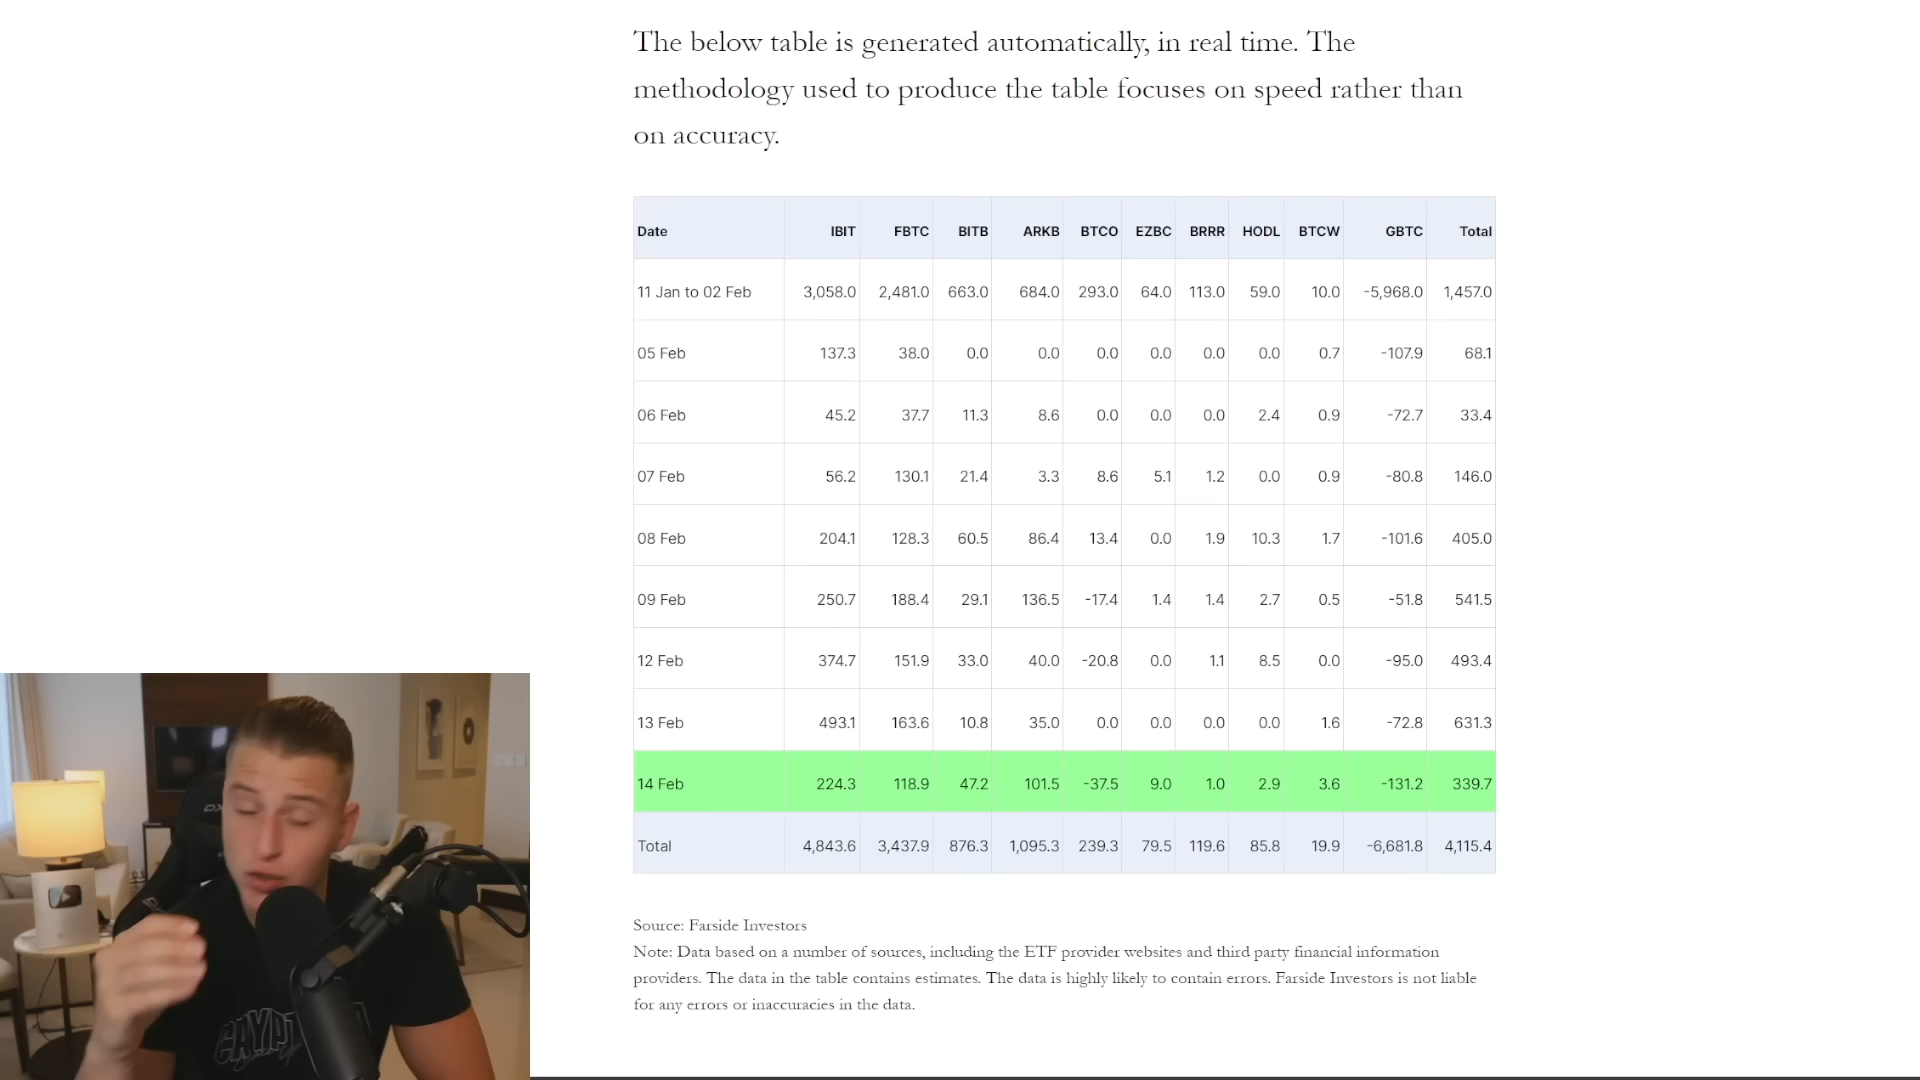 The below table is generated automatically, in real time. The
methodology used to produce the table focuses on speed rather than
on accuracy.
Date IBIT FBTC BITB ARKB BTCO EZBC BRRR HODL BTCW GBTC Total
11 Jan to 02 Feb 3,058.0 2,481.0 663.0 684.0 293.0 64.0 113.0 59.0 10.0 -5,968.0 1,457.0
05 Feb 137.3 38.0 0.0 0.0 0.0 0.0 0.0 0.0 0.7 -107.9 68.1
06 Feb 45.2 37.7 11.3 8.6 0.0 0.0 0.0 2.4 0.9 -72.7 33.4
07 Feb 56.2 130.1 21.4 3.3 8.6 5.1 1.2 0.0 0.9 -80.8 146.0
08 Feb 204.1 128.3 60.5 86.4 13.4 0.0 1.9 10.3 1.7 -101.6 405.0
09 Feb 250.7 188.4 29.1 136.5 -17.4 1.4 1.4 2.7 0.5 -51.8 541.5
12 Feb 374.7 151.9 33.0 40.0 -20.8 0.0 1.1 8.5 0.0 -95.0 493.4
13 Feb 493.1 163.6 10.8 35.0 0.0 0.0 0.0 0.0 1.6 -72.8 631.3
14 Feb 224.3 118.9 47.2 101.5 -37.5 9.0 1.0 2.9 3.6 -131.2 339.7
Total 4,843.6 3,437.9 876.3 1,095.3 239.3 79.5 119.6 85.8 19.9 -6,681.8 4,115.4
Source: Farside Investors
Note: Data based on a number of sources, including the ETF provider websites and third party financial information
providers. The data in the table contains estimates. The data is highly likely to contain errors. Farside Investors is not liable
for any errors or inaccuracies in the data.